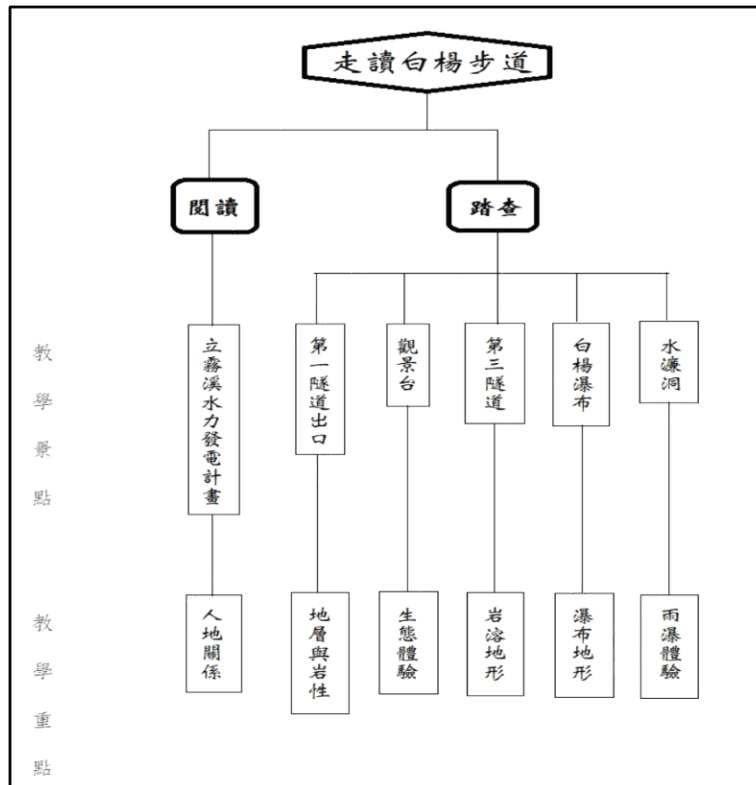 走讀白楊步道
閱讀
踏查
教學景點
立霧溪水力發電計畫
第一隧道出口
觀景台
第三隧道
白楊瀑布
水濂洞
教學重點
人地關係
地層與岩性
生態體驗
岩溶地形
瀑布地形
雨瀑體驗